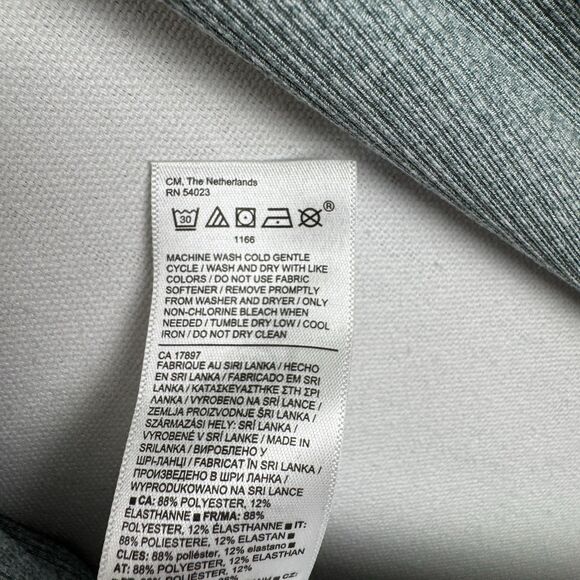 CM, The Netherlands
RN 54023
30 ®
1166
MACHINE WASH COLD GENTLE
CYCLE / WASH AND DRY WITH LIKE
COLORS / DO NOT USE FABRIC
SOFTENER / REMOVE PROMPTLY
FROM WASHER AND DRYER / ONLY
NON-CHLORINE BLEACH WHEN
NEEDED / TUMBLE DRY LOW / COOL
IRON / DO NOT DRY CLEAN
CA 17897
FABRIQUE AU SIRI LANKA / HECHO
EN SRI LANKA / FABRICADO EM SRI
LANKA / ΚΑΤΑΣΚΕΥΑΣΤΗΚΕ ΣΤΗ ΣΡΙ
ΛΑΝΚΑ / VYROBENO NA SRÍ LANCE /
ZEMLJA PROIZVODNJE ŠRI LANKA /
SZÁRMAZÁSI HELY: SRÍ LANKA /
VYROBENÉ V SRÍ LANKE / MADE IN
SRILANKA / ВИРОБЛЕНО У
ШРІ-ЛАНЦІ / FABRICAT ÎN SRI LANKA /
ПРОИЗВЕДЕНО В ШРИ ЛАНКА /
WYPRODUKOWANO NA SRI LANCE
■ CA: 88% POLYESTER, 12%
ÉLASTHANNE ■ FR/MA: 88%
POLYESTER, 12% ÉLASTHANNE ■ IT:
88% POLIESTERE, 12% ELASTAN ■
CL/ES: 88% poliéster, 12% elastano ■
AT: 88% POLYESTER, 12% ELASTHAN
88% POLYESTER, 12%
■ CZ: